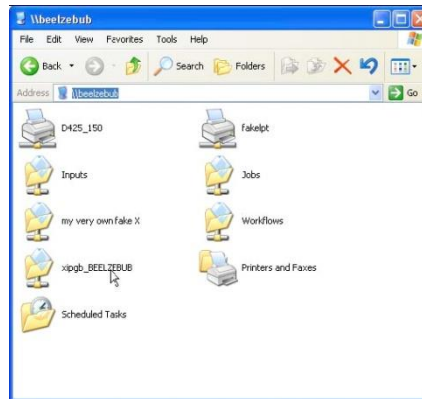 \\beelzebub
File Edit View Favorites Tools Help
Back Search Folders
Address \\beelzebub Go
D425_150 fakelpt
Inputs Jobs
my very own fake X Workflows
xipgb_BEELZEBUB Printers and Faxes
Scheduled Tasks